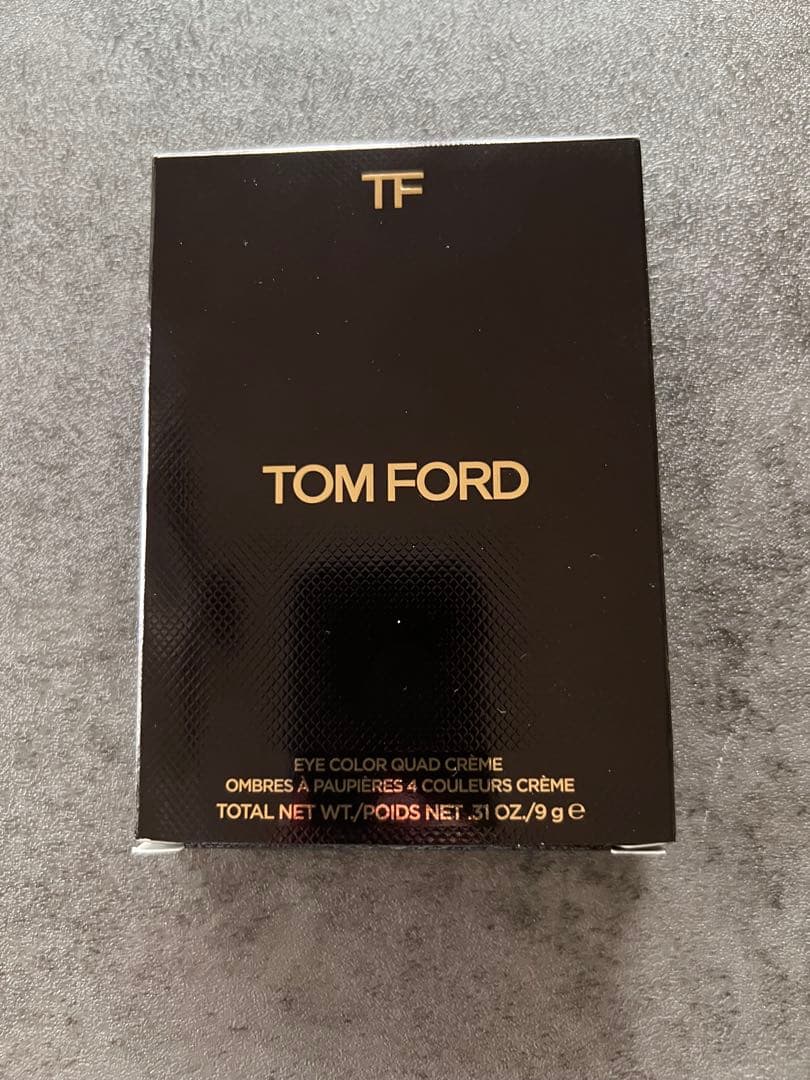 TF
TOM FORD
EYE COLOR QUAD CRÈME
OMBRES À PAUPIÈRES 4 COULEURS CRÈME
TOTAL NET WT./POIDS NET .31 OZ./9 g ℮